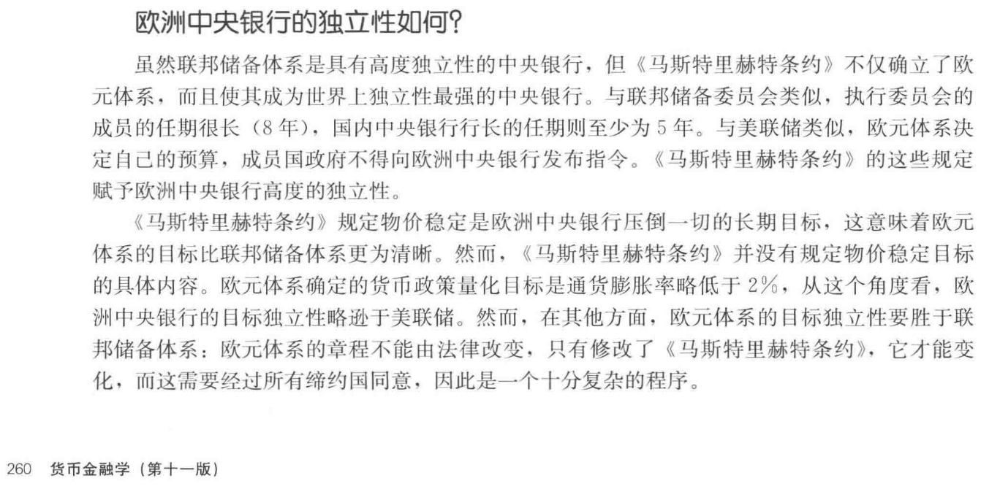 欧洲中央银行的独立性如何?
虽然联邦储备体系是具有高度独立性的中央银行，但《马斯特里赫特条约》不仅确立了欧
元体系，而且使其成为世界上独立性最强的中央银行。与联邦储备委员会类似，执行委员会的
成员的任期很长（8 年），国内中央银行行长的任期则至少为 5 年。与美联储类似，欧元体系决
定自己的预算，成员国政府不得向欧洲中央银行发布指令。《马斯特里赫特条约》的这些规定
赋予欧洲中央银行高度的独立性。
《马斯特里赫特条约》规定物价稳定是欧洲中央银行压倒一切的长期目标，这意味着欧元
体系的目标比联邦储备体系更为清晰。然而，《马斯特里赫特条约》并没有规定物价稳定目标
的具体内容。欧元体系确定的货币政策量化目标是通货膨胀率略低于 2%，从这个角度看，欧
洲中央银行的目标独立性略逊于美联储。然而，在其他方面，欧元体系的目标独立性要胜于联
邦储备体系：欧元体系的章程不能由法律改变，只有修改了《马斯特里赫特条约》，它才能变
化，而这需要经过所有缔约国同意，因此是一个十分复杂的程序。
260 货币金融学（第十一版）